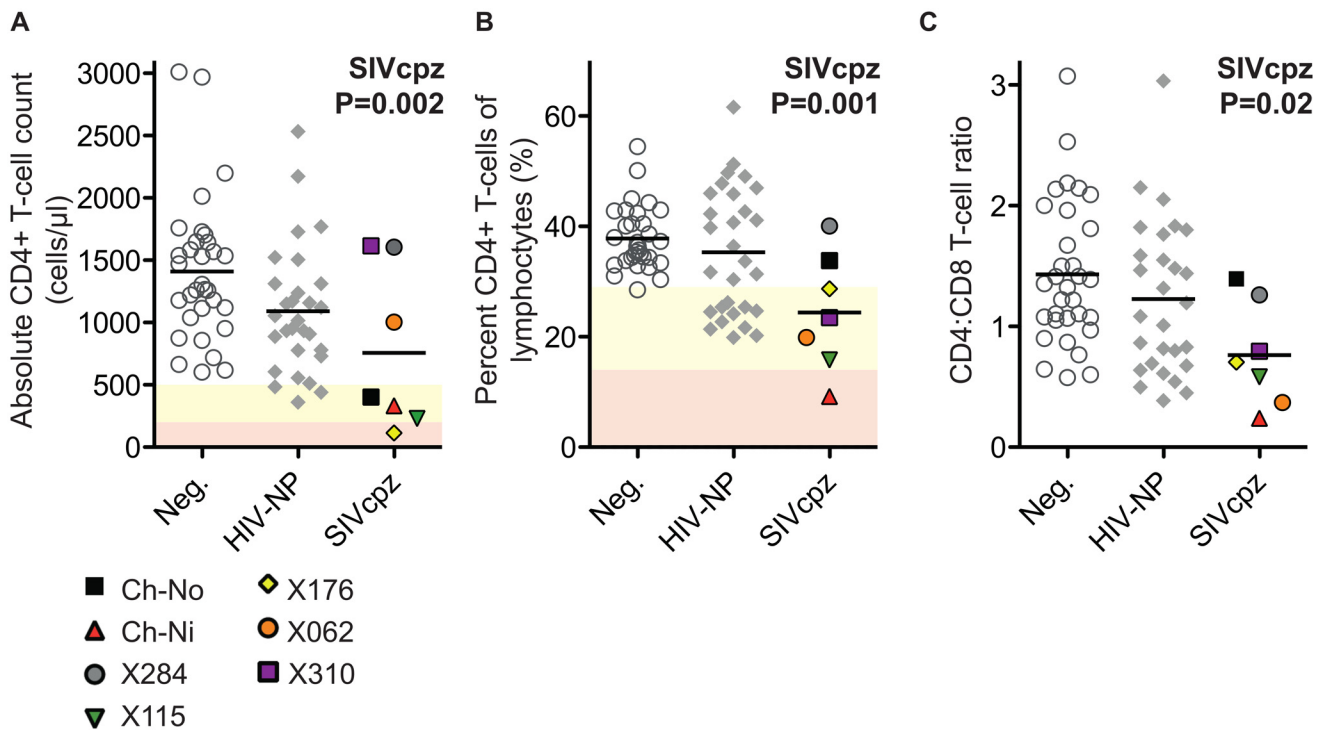 A
Absolute CD4+ T-cell count
(cells/µl)
3000
2500
2000
1500
1000
500
0
SIVcpz
P=0.002
Neg.
HIV-NP
SIVcpz
B
Percent CD4+ T-cells of
lymphoctytes (%)
60
40
20
0
SIVcpz
P=0.001
Neg.
HIV-NP
SIVcpz
C
CD4:CD8 T-cell ratio
3
2
1
0
SIVcpz
P=0.02
Neg.
HIV-NP
SIVcpz
Ch-No
Ch-Ni
X284
X115
X176
X062
X310